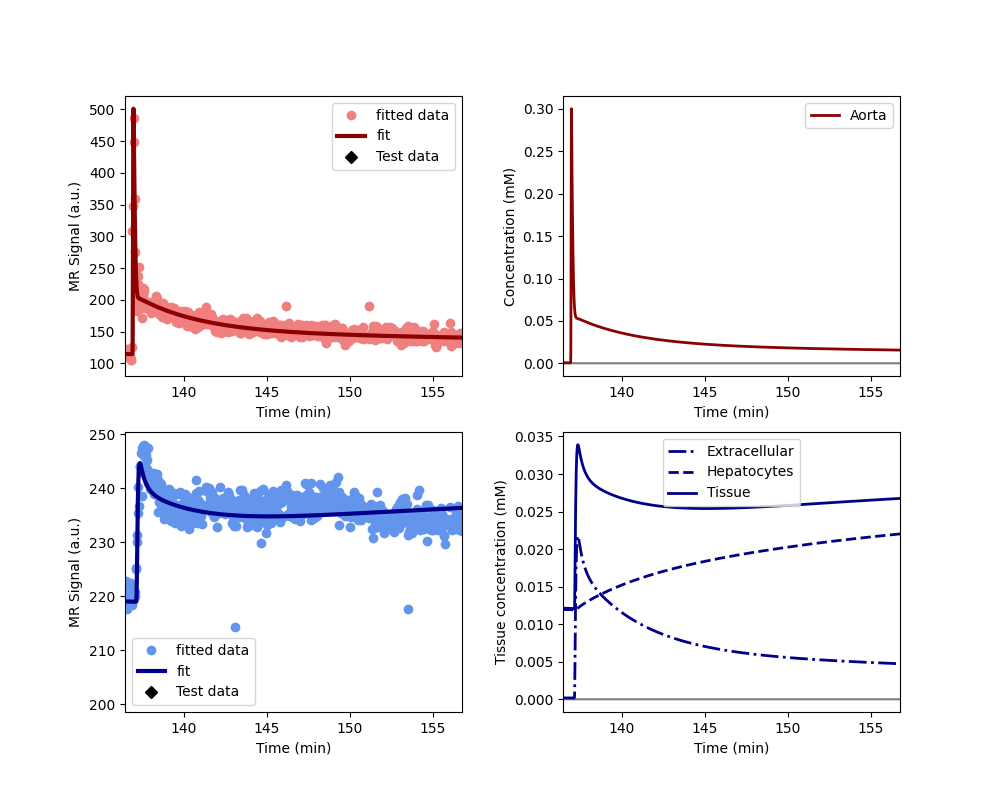 500
450
400
350
300
250
200
150
100
MR Signal (a.u.)
fitted data
fit
Test data
140
145
150
155
Time (min)
0.30
0.25
0.20
0.15
0.10
0.05
0.00
Concentration (mM)
Aorta
140
145
150
155
Time (min)
250
240
230
220
210
200
MR Signal (a.u.)
fitted data
fit
Test data
140
145
150
155
Time (min)
0.035
0.030
0.025
0.020
0.015
0.010
0.005
0.000
Tissue concentration (mM)
Extracellular
Hepatocytes
Tissue
140
145
150
155
Time (min)